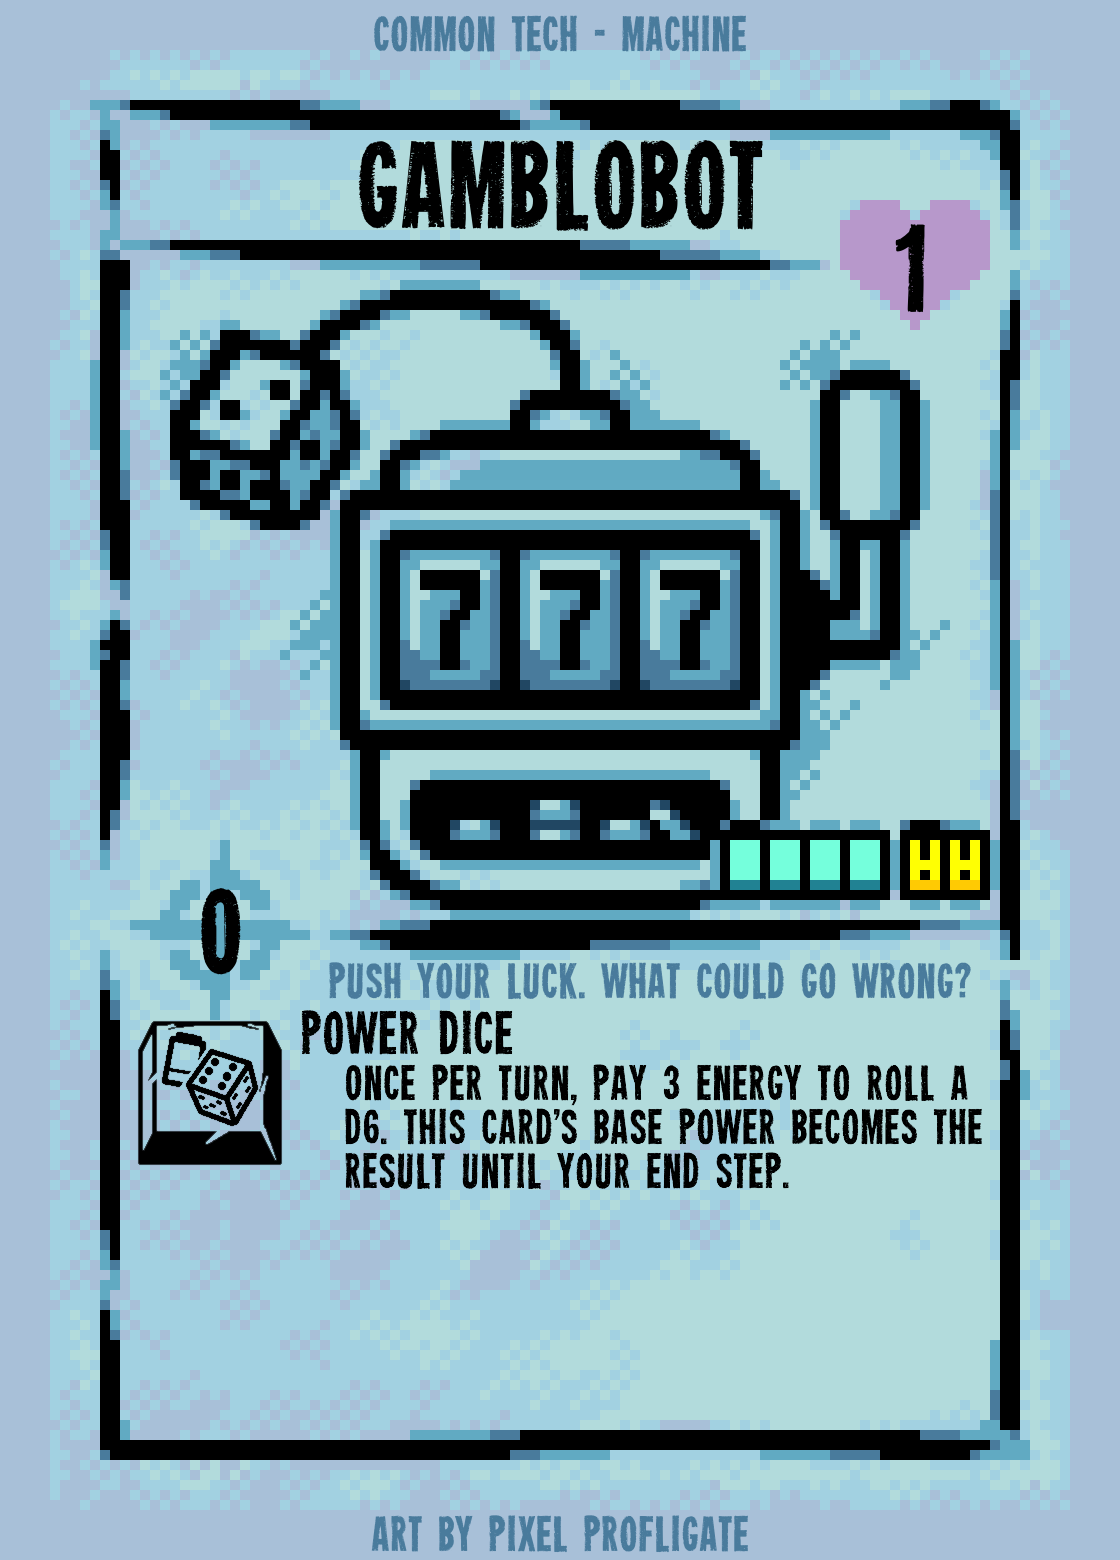 COMMON TECH - MACHINE
GAMBLOBOT
1
777
0
PUSH YOUR LUCK. WHAT COULD GO WRONG?
POWER DICE
ONCE PER TURN, PAY 3 ENERGY TO ROLL A
D6. THIS CARD'S BASE POWER BECOMES THE
RESULT UNTIL YOUR END STEP.
ART BY PIXEL PROFLIGATE